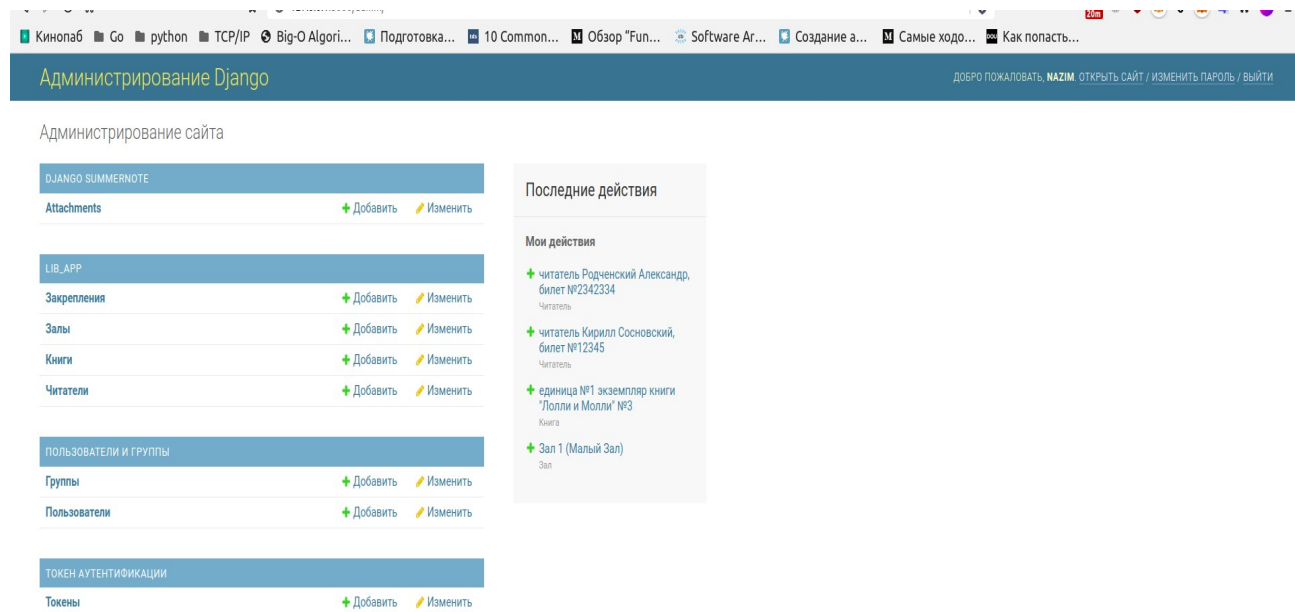 20m
Кинопаб Go python TCP/IP Big-O Algori... Подготовка... 10 Common... Обзор "Fun... Software Ar... Создание а... Самые ходо... Как попасть...
Администрирование Django
ДОБРО ПОЖАЛОВАТЬ, NAZIM. ОТКРЫТЬ САЙТ / ИЗМЕНИТЬ ПАРОЛЬ / ВЫЙТИ
Администрирование сайта
DJANGO SUMMERNOTE
Attachments Добавить Изменить
LIB_APP
Закрепления Добавить Изменить
Залы Добавить Изменить
Книги Добавить Изменить
Читатели Добавить Изменить
ПОЛЬЗОВАТЕЛИ И ГРУППЫ
Группы Добавить Изменить
Пользователи Добавить Изменить
ТОКЕН АУТЕНТИФИКАЦИИ
Токены Добавить Изменить
Последние действия
Мои действия
читатель Родченский Александр,
билет №2342334
Читатель
читатель Кирилл Сосновский,
билет №12345
Читатель
единица №1 экземпляр книги
"Лолли и Молли" №3
Книга
Зал 1 (Малый Зал)
Зал